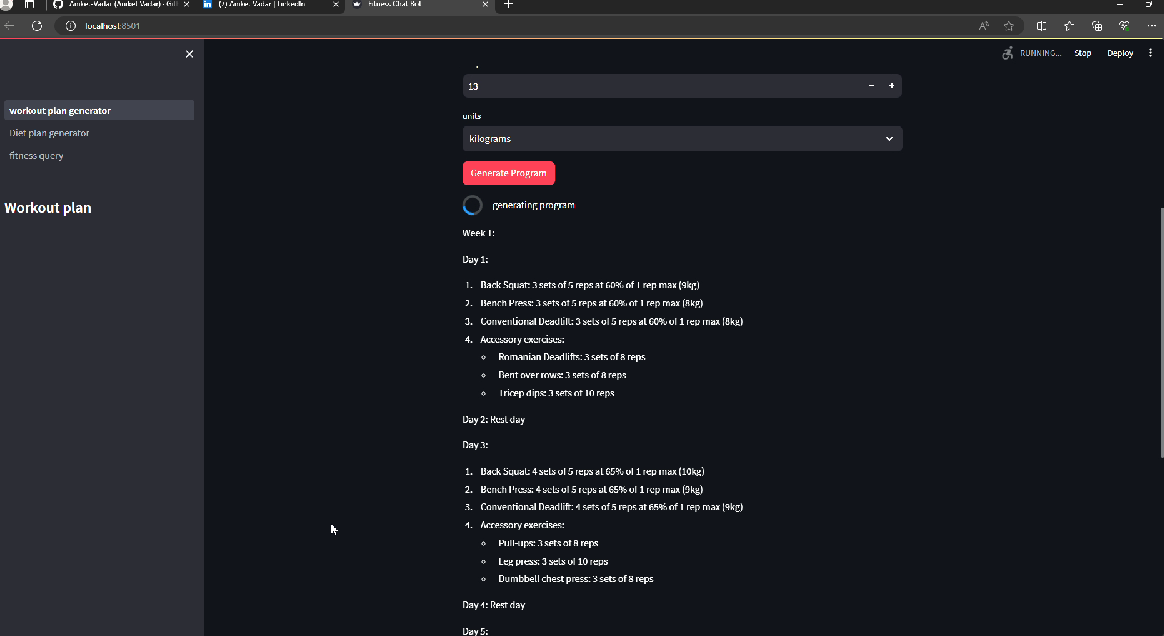 Aniket-Vadar (Aniket Vadar) · GitH
Aniket Vadar | LinkedIn
Fitness Chat Bot
localhost:8501
RUNNING... Stop Deploy
13
units
kilograms
workout plan generator
Diet plan generator
fitness query
Workout plan
Generate Program
generating program
Week 1:
Day 1:
1. Back Squat: 3 sets of 5 reps at 60% of 1 rep max (9kg)
2. Bench Press: 3 sets of 5 reps at 60% of 1 rep max (8kg)
3. Conventional Deadlift: 3 sets of 5 reps at 60% of 1 rep max (8kg)
4. Accessory exercises:
Romanian Deadlifts: 3 sets of 8 reps
Bent over rows: 3 sets of 8 reps
Tricep dips: 3 sets of 10 reps
Day 2: Rest day
Day 3:
1. Back Squat: 4 sets of 5 reps at 65% of 1 rep max (10kg)
2. Bench Press: 4 sets of 5 reps at 65% of 1 rep max (9kg)
3. Conventional Deadlift: 4 sets of 5 reps at 65% of 1 rep max (9kg)
4. Accessory exercises:
Pull-ups: 3 sets of 8 reps
Leg press: 3 sets of 10 reps
Dumbbell chest press: 3 sets of 8 reps
Day 4: Rest day
Day 5: